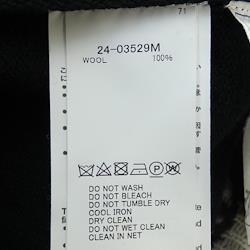 71
24-03529M
WOOL 100%
DO NOT WASH
DO NOT BLEACH
DO NOT TUMBLE DRY
COOL IRON
DRY CLEAN
DO NOT WET CLEAN
CLEAN IN NET